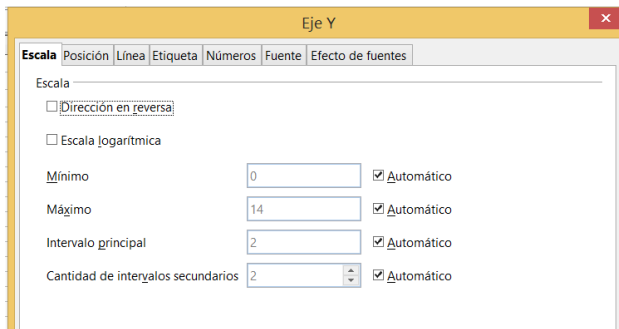 Eje Y
Escala Posición Línea Etiqueta Números Fuente Efecto de fuentes
Escala
Dirección en reversa
Escala logarítmica
Mínimo 0 Automático
Máximo 14 Automático
Intervalo principal 2 Automático
Cantidad de intervalos secundarios 2 Automático